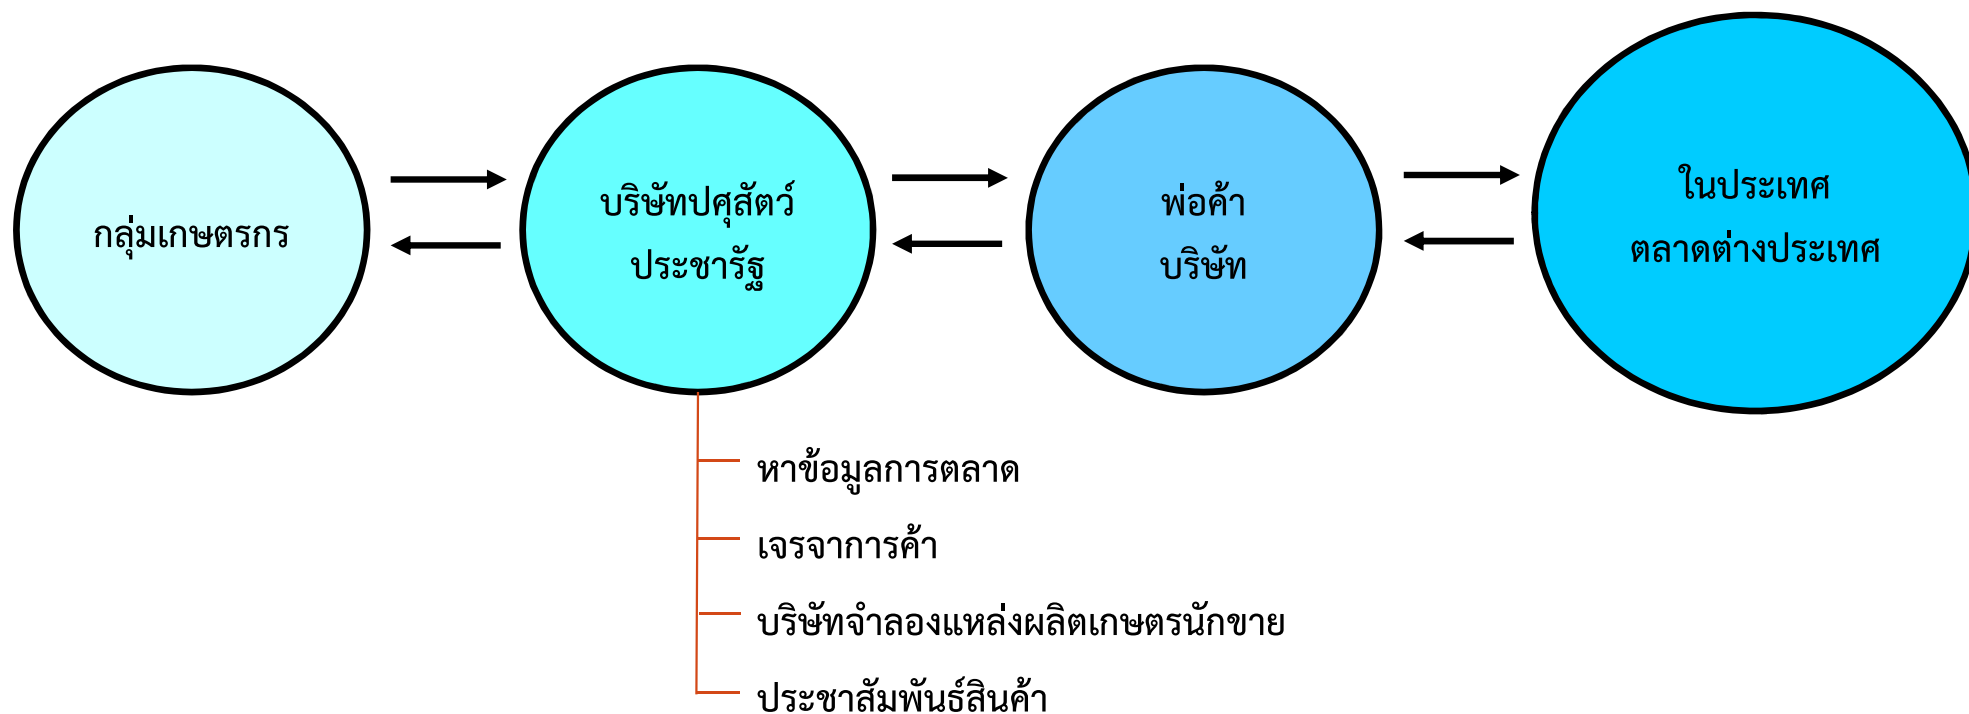 กลุ่มเกษตรกร
บริษัทปศุสัตว์
ประชารัฐ
พ่อค้า
บริษัท
ในประเทศ
ตลาดต่างประเทศ
หาข้อมูลการตลาด
เจรจาการค้า
บริษัทจำลองแหล่งผลิตเกษตรนักขาย
ประชาสัมพันธ์สินค้า